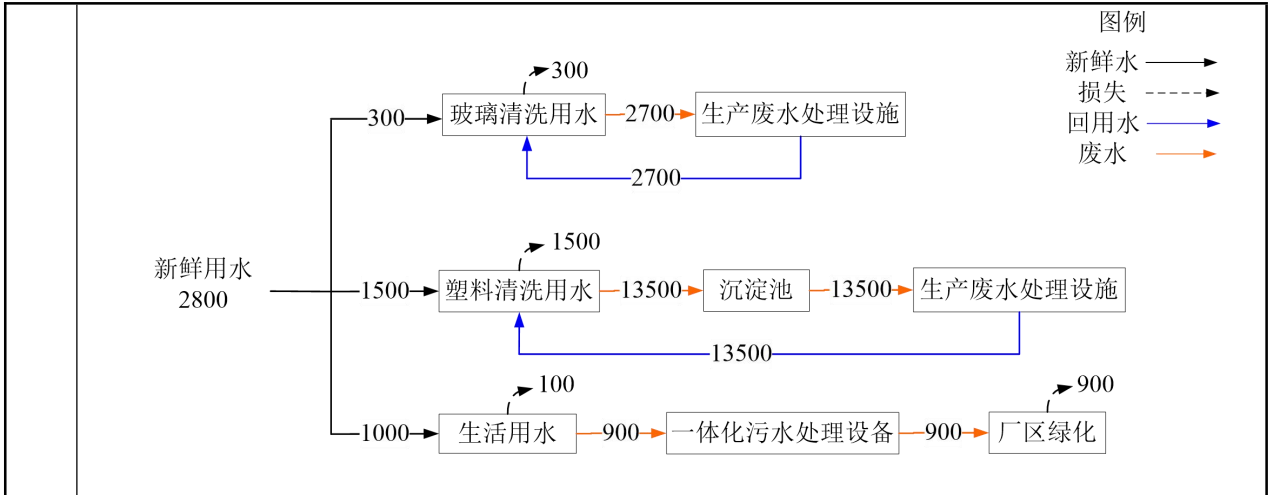 图例
新鲜水
损失
回用水
废水
300
300
玻璃清洗用水
2700
生产废水处理设施
2700
新鲜用水
2800
1500
1500
塑料清洗用水
13500
沉淀池
13500
生产废水处理设施
13500
100
900
1000
生活用水
900
一体化污水处理设备
900
厂区绿化